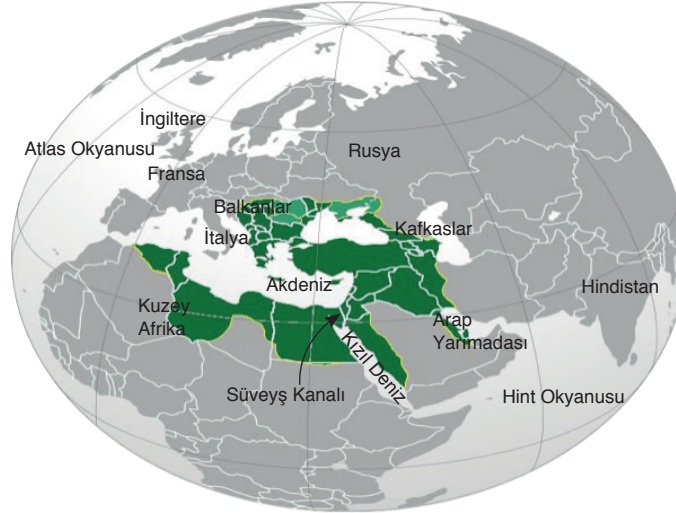 İngiltere
Atlas Okyanusu
Rusya
Fransa
Balkanlar
Kafkaslar
İtalya
Akdeniz
Hindistan
Kuzey
Afrika
Arap
Yarımadası
Kızıl Deniz
Süveyş Kanalı
Hint Okyanusu